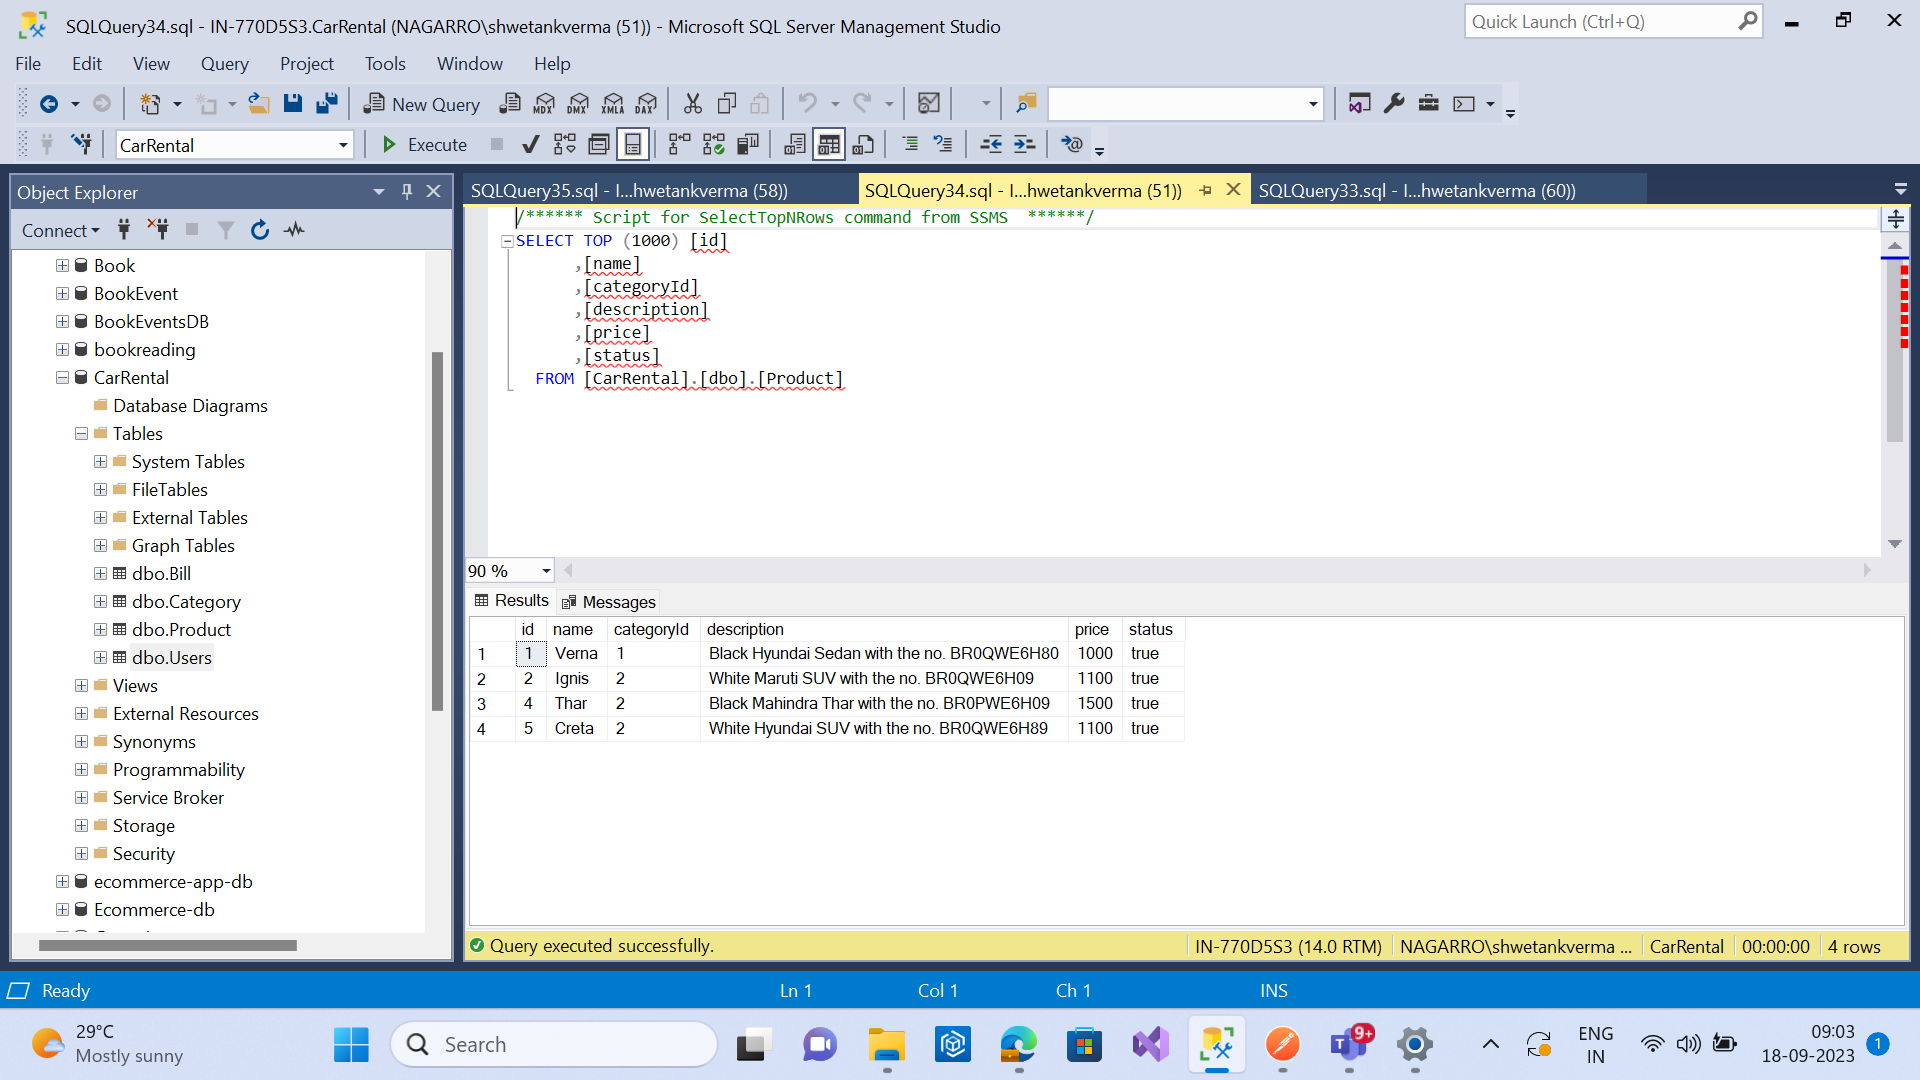 SQLQuery34.sql - IN-770D5S3.CarRental (NAGARRO\shwetankverma (51)) - Microsoft SQL Server Management Studio
Quick Launch (Ctrl+Q)
File Edit View Query Project Tools Window Help
New Query MDX DMX XMLA DAX
CarRental Execute
Object Explorer
SQLQuery35.sql - I...hwetankverma (58)) SQLQuery34.sql - I...hwetankverma (51)) SQLQuery33.sql - I...hwetankverma (60))
Connect
Book
BookEvent
BookEventsDB
bookreading
CarRental
Database Diagrams
Tables
System Tables
FileTables
External Tables
Graph Tables
dbo.Bill
dbo.Category
dbo.Product
dbo.Users
Views
External Resources
Synonyms
Programmability
Service Broker
Storage
Security
ecommerce-app-db
Ecommerce-db
/****** Script for SelectTopNRows command from SSMS ******/
SELECT TOP (1000) [id]
,[name]
,[categoryId]
,[description]
,[price]
,[status]
FROM [CarRental].[dbo].[Product]
90 %
Results Messages
id name categoryId description price status
1 1 Verna 1 Black Hyundai Sedan with the no. BR0QWE6H80 1000 true
2 2 Ignis 2 White Maruti SUV with the no. BR0QWE6H09 1100 true
3 4 Thar 2 Black Mahindra Thar with the no. BR0PWE6H09 1500 true
4 5 Creta 2 White Hyundai SUV with the no. BR0QWE6H89 1100 true
Query executed successfully. IN-770D5S3 (14.0 RTM) NAGARRO\shwetankverma ... CarRental 00:00:00 4 rows
Ready Ln 1 Col 1 Ch 1 INS
29°C
Mostly sunny
Search
9+
ENG
IN
09:03
18-09-2023
1